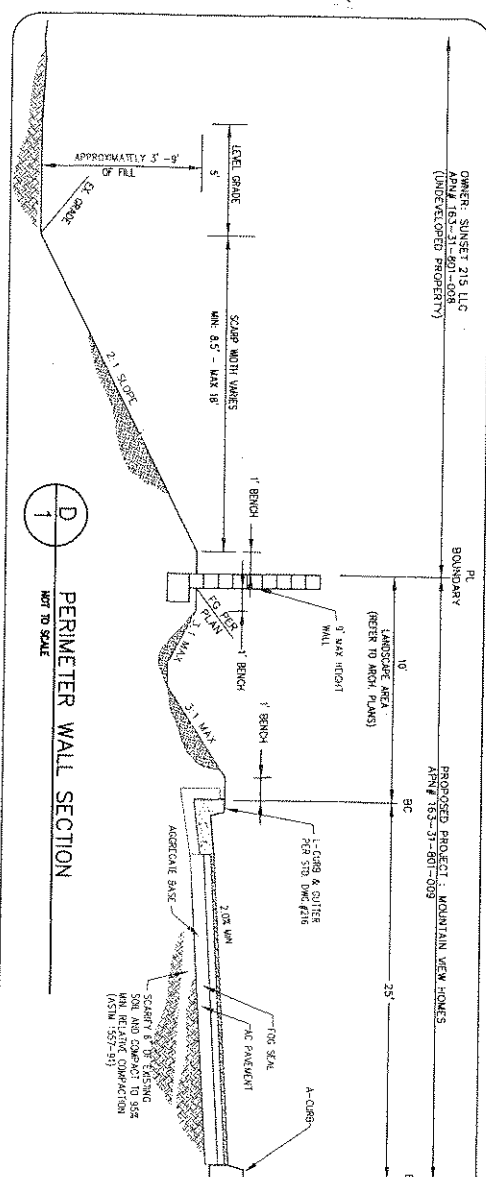 OWNER: SUNSET 215 LLC
APN# 163-31-801-008
(UNDEVELOPED PROPERTY)
PL
BOUNDARY
PROPOSED PROJECT : MOUNTAIN VIEW HOMES
APN# 163-31-801-009
10'
LANDSCAPE AREA
(REFER TO ARCH. PLANS)
BC
25'
LEVEL GRADE
5'
SCARP WIDTH VARIES
MIN: 8.5' - MAX 18'
1' BENCH
9' MAX HEIGHT
WALL
1' BENCH
1' BENCH
L-CURB & GUTTER
PER STD. DWG #216
FOG SEAL
AC PAVEMENT
A-CURB
APPROXIMATELY 3' -9'
OF FILL
EX. GRADE
2:1 SLOPE
FG PER
PLAN
MAX
3:1 MAX
2.0% MIN
AGGREGATE BASE
SCARIFY 6" OF EXISTING
SOIL AND COMPACT TO 95%
MIN. RELATIVE COMPACTION
(ASTM 1557-91)
D
1
PERIMETER WALL SECTION
NOT TO SCALE